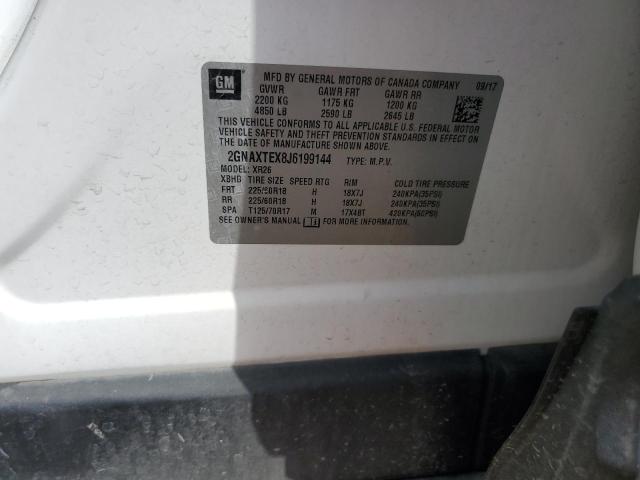 GM
MFD BY GENERAL MOTORS OF CANADA COMPANY 09/17
GVWR GAWR FRT GAWR RR
2200 KG 1175 KG 1200 KG
4850 LB 2590 LB 2645 LB
THIS VEHICLE CONFORMS TO ALL APPLICABLE U.S. FEDERAL MOTOR
VEHICLE SAFETY AND THEFT PREVENTION STANDARDS IN EFFECT ON THE
DATE OF MANUFACTURE SHOWN ABOVE.
2GNAXTEX8J6199144 TYPE: M.P.V.
MODEL: XR26
XBHG TIRE SIZE SPEED RTG RIM COLD TIRE PRESSURE
FRT 225/60R18 H 18X7J 240KPA(35PSI)
RR 225/60R18 H 18X7J 240KPA(35PSI)
SPA T125/70R17 M 17X4BT 420KPA(60PSI)
SEE OWNER'S MANUAL FOR MORE INFORMATION.